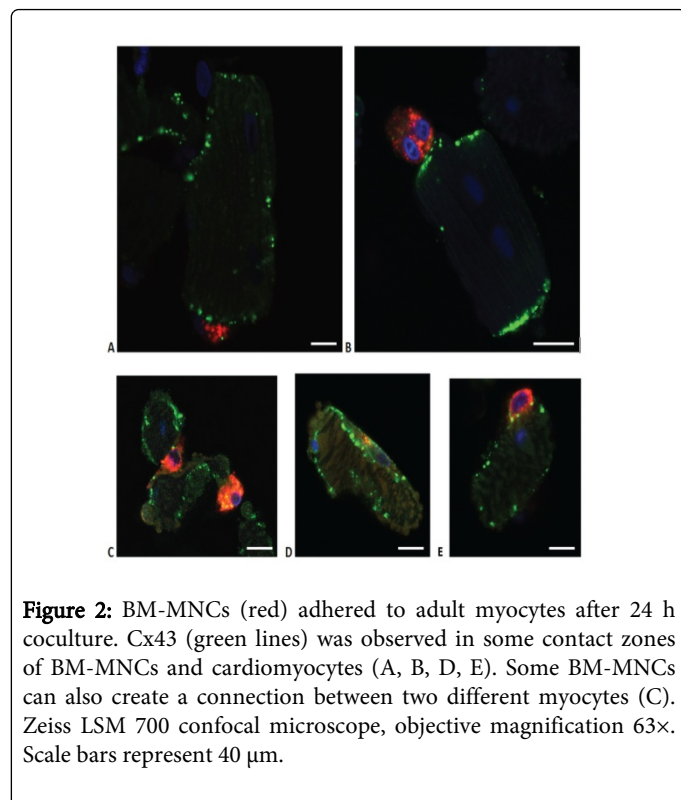 A
B
C
D
E
Figure 2: BM-MNCs (red) adhered to adult myocytes after 24 h
coculture. Cx43 (green lines) was observed in some contact zones
of BM-MNCs and cardiomyocytes (A, B, D, E). Some BM-MNCs
can also create a connection between two different myocytes (C).
Zeiss LSM 700 confocal microscope, objective magnification 63×.
Scale bars represent 40 μm.